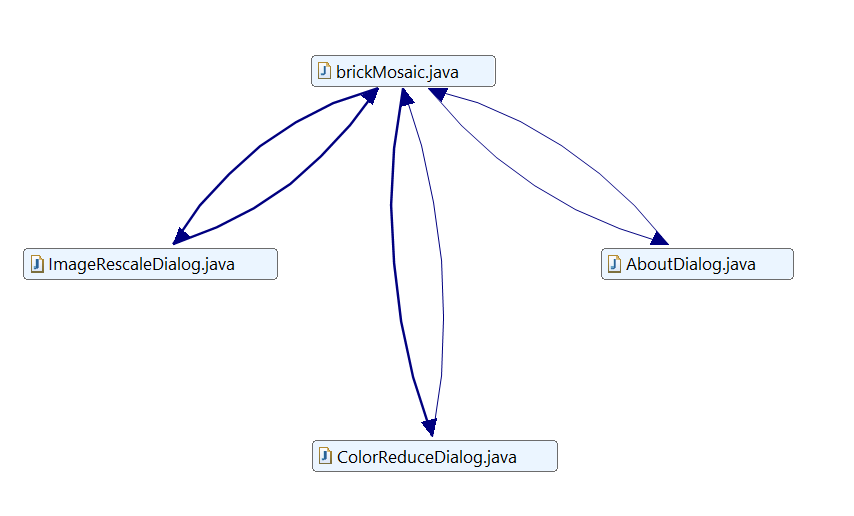 brickMosaic.java
ImageRescaleDialog.java
AboutDialog.java
ColorReduceDialog.java